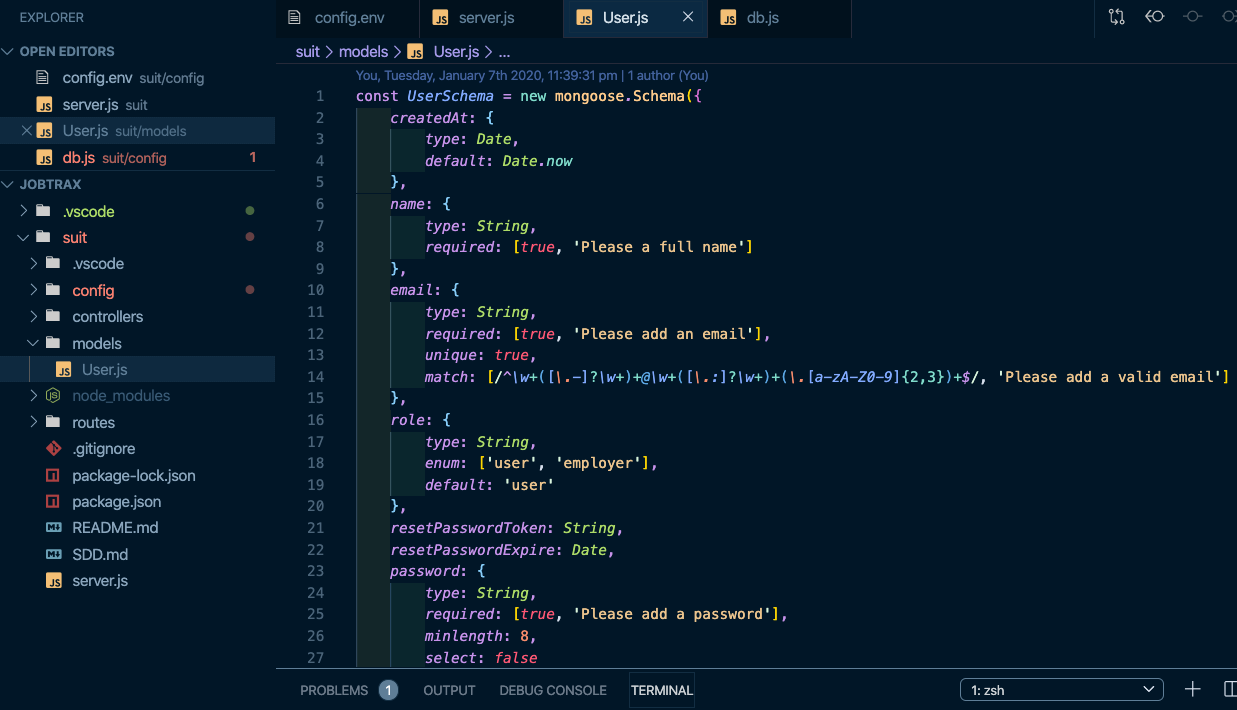 EXPLORER
OPEN EDITORS
config.env suit/config
server.js suit
User.js suit/models
db.js suit/config 1
JOBTRAX
.vscode
suit
.vscode
config
controllers
models
User.js
node_modules
routes
.gitignore
package-lock.json
package.json
README.md
SDD.md
server.js
config.env
server.js
User.js
db.js
suit > models > User.js > ...
You, Tuesday, January 7th 2020, 11:39:31 pm | 1 author (You)
1 const UserSchema = new mongoose.Schema({
2 createdAt: {
3 type: Date,
4 default: Date.now
5 },
6 name: {
7 type: String,
8 required: [true, 'Please a full name']
9 },
10 email: {
11 type: String,
12 required: [true, 'Please add an email'],
13 unique: true,
14 match: [/^\w+([\.-]?\w+)+@\w+([\.:]?\w+)+(\.[a-zA-Z0-9]{2,3})+$/, 'Please add a valid email']
15 },
16 role: {
17 type: String,
18 enum: ['user', 'employer'],
19 default: 'user'
20 },
21 resetPasswordToken: String,
22 resetPasswordExpire: Date,
23 password: {
24 type: String,
25 required: [true, 'Please add a password'],
26 minlength: 8,
27 select: false
PROBLEMS 1 OUTPUT DEBUG CONSOLE TERMINAL 1: zsh